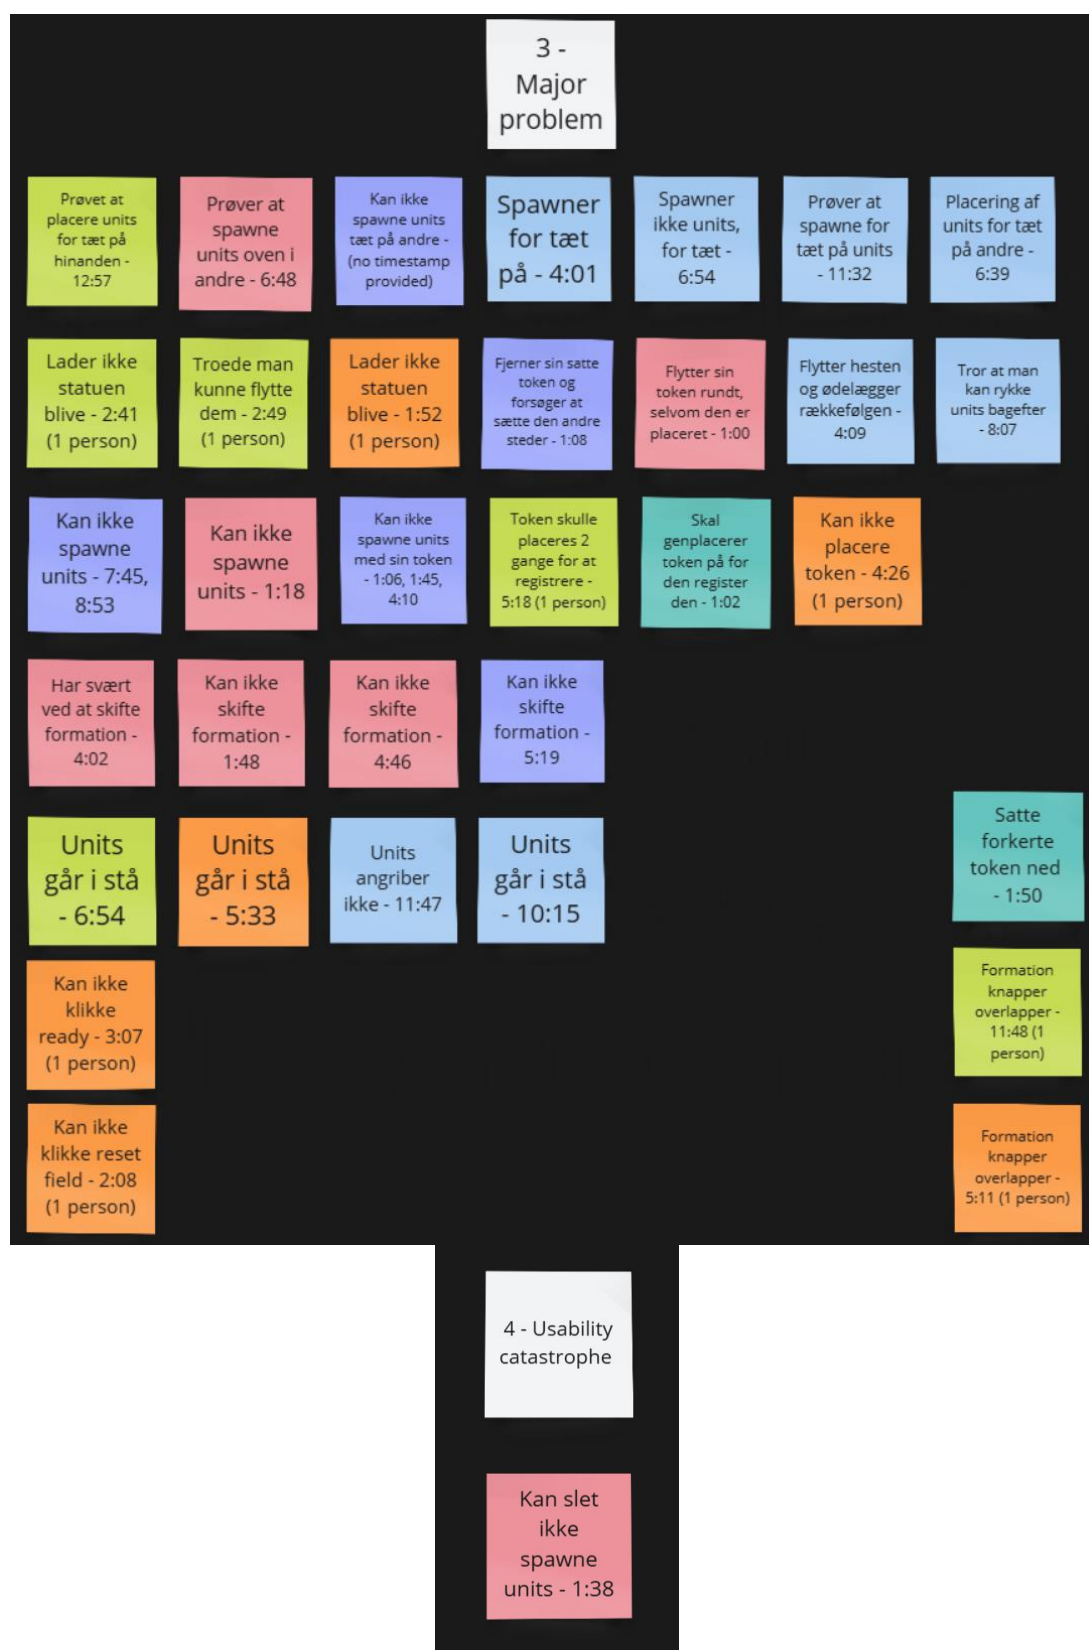 3 -
Major
problem
Prøvet at
placere units
for tæt på
hinanden -
12:57
Prøver at
spawne
units oven i
andre - 6:48
Kan ikke
spawne units
tæt på andre -
(no timestamp
provided)
Spawner
for tæt
på - 4:01
Spawner
ikke units,
for tæt -
6:54
Prøver at
spawne for
tæt på units
- 11:32
Placering af
units for tæt
på andre -
6:39
Lader ikke
statuen
blive - 2:41
(1 person)
Troede man
kunne flytte
dem - 2:49
(1 person)
Lader ikke
statuen
blive - 1:52
(1 person)
Fjerner sin satte
token og
forsøger at
sætte den andre
steder - 1:08
Flytter sin
token rundt,
selvom den er
placeret - 1:00
Flytter hesten
og ødelægger
rækkefølgen -
4:09
Tror at man
kan rykke
units bagefter
- 8:07
Kan ikke
spawne
units - 7:45,
8:53
Kan ikke
spawne
units - 1:18
Kan ikke
spawne units
med sin token
- 1:06, 1:45,
4:10
Token skulle
placeres 2
gange for at
registrere -
5:18 (1 person)
Skal
genplacerer
token på for
den register
den - 1:02
Kan ikke
placere
token - 4:26
(1 person)
Har svært
ved at skifte
formation -
4:02
Kan ikke
skifte
formation -
1:48
Kan ikke
skifte
formation -
4:46
Kan ikke
skifte
formation -
5:19
Units
går i stå
- 6:54
Units
går i stå
- 5:33
Units
angriber
ikke - 11:47
Units
går i stå
- 10:15
Satte
forkerte
token ned
- 1:50
Kan ikke
klikke
ready - 3:07
(1 person)
Formation
knapper
overlapper -
11:48 (1
person)
Kan ikke
klikke reset
field - 2:08
(1 person)
Formation
knapper
overlapper -
5:11 (1 person)
4 - Usability
catastrophe
Kan slet
ikke
spawne
units - 1:38